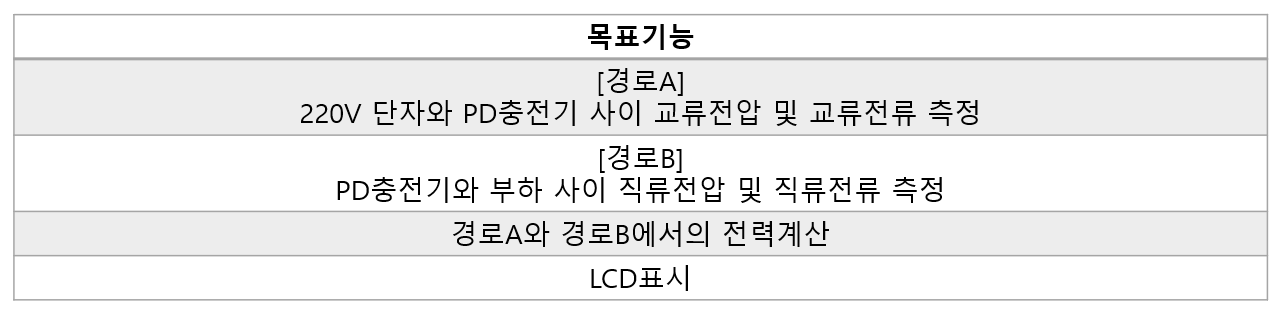 목표기능
[경로A]
220V 단자와 PD충전기 사이 교류전압 및 교류전류 측정
[경로B]
PD충전기와 부하 사이 직류전압 및 직류전류 측정
경로A와 경로B에서의 전력계산
LCD표시